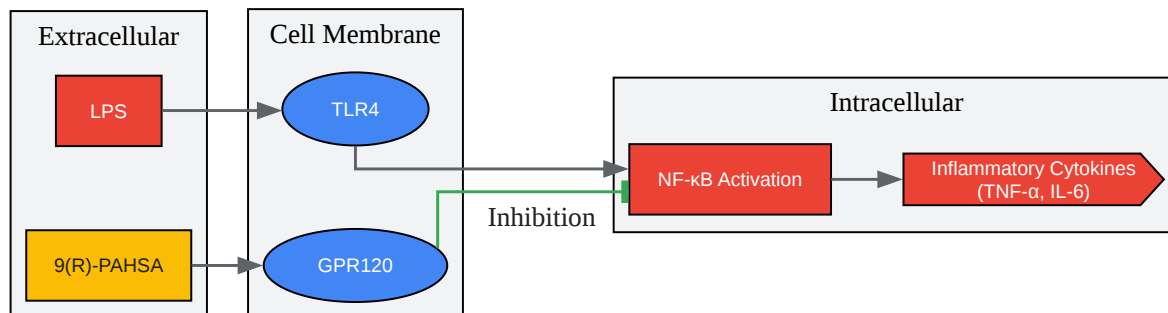 Extracellular
Cell Membrane
LPS
TLR4
Intracellular
NF-κB Activation
Inflammatory Cytokines
(TNF-α, IL-6)
Inhibition
9(R)-PAHSA
GPR120